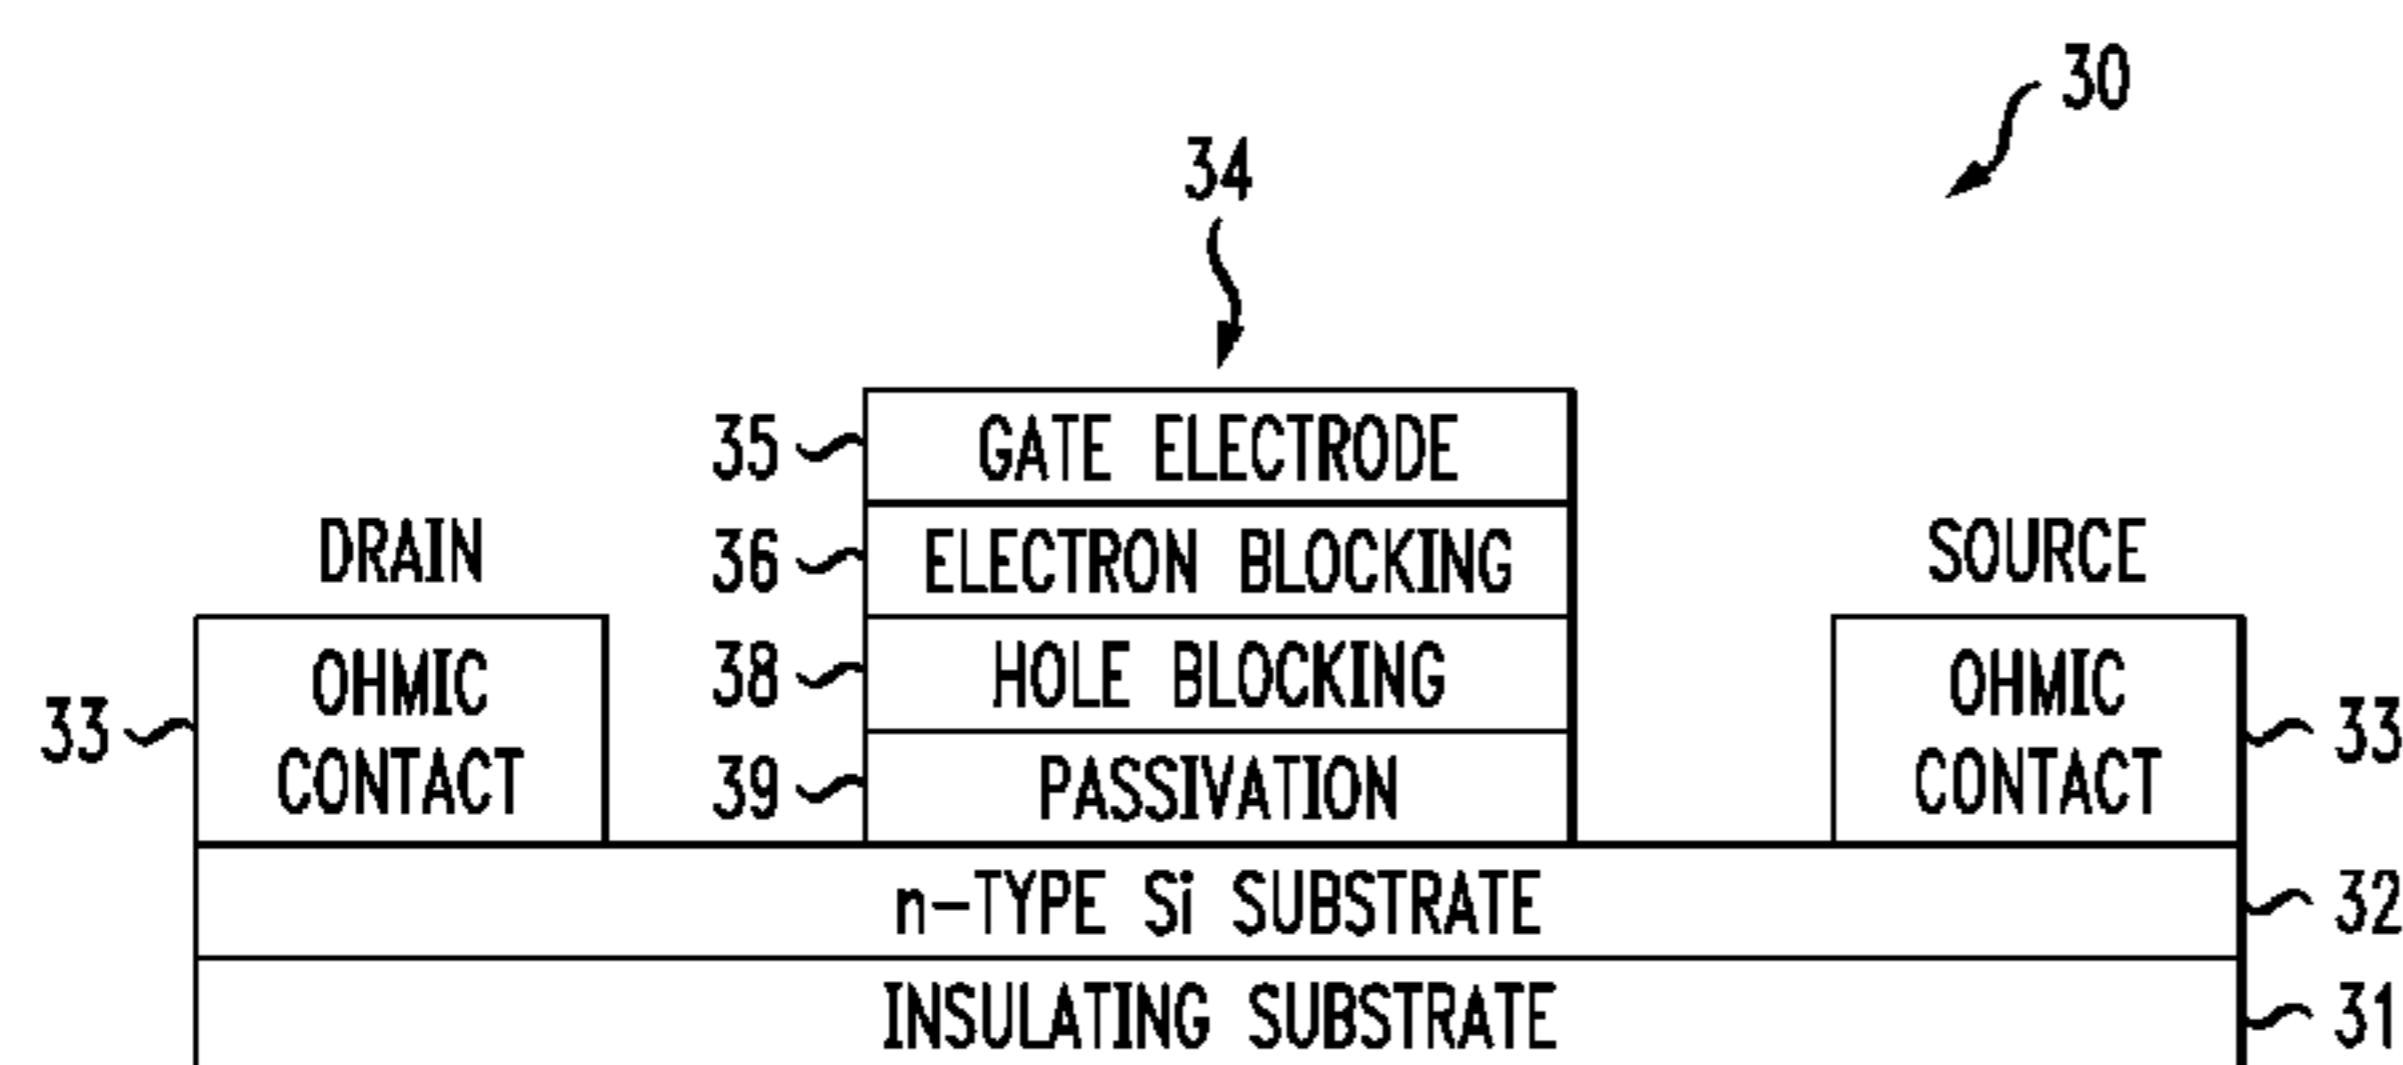 30
34
35 GATE ELECTRODE
DRAIN
36 ELECTRON BLOCKING
SOURCE
33 OHMIC CONTACT
38 HOLE BLOCKING
39 PASSIVATION
OHMIC CONTACT 33
n-TYPE Si SUBSTRATE 32
INSULATING SUBSTRATE 31